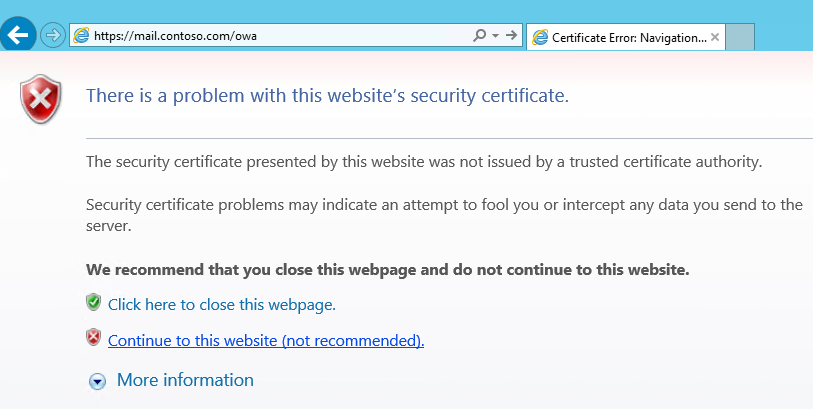 https://mail.contoso.com/owa
Certificate Error: Navigation...
There is a problem with this website's security certificate.
The security certificate presented by this website was not issued by a trusted certificate authority.
Security certificate problems may indicate an attempt to fool you or intercept any data you send to the
server.
We recommend that you close this webpage and do not continue to this website.
Click here to close this webpage.
Continue to this website (not recommended).
More information